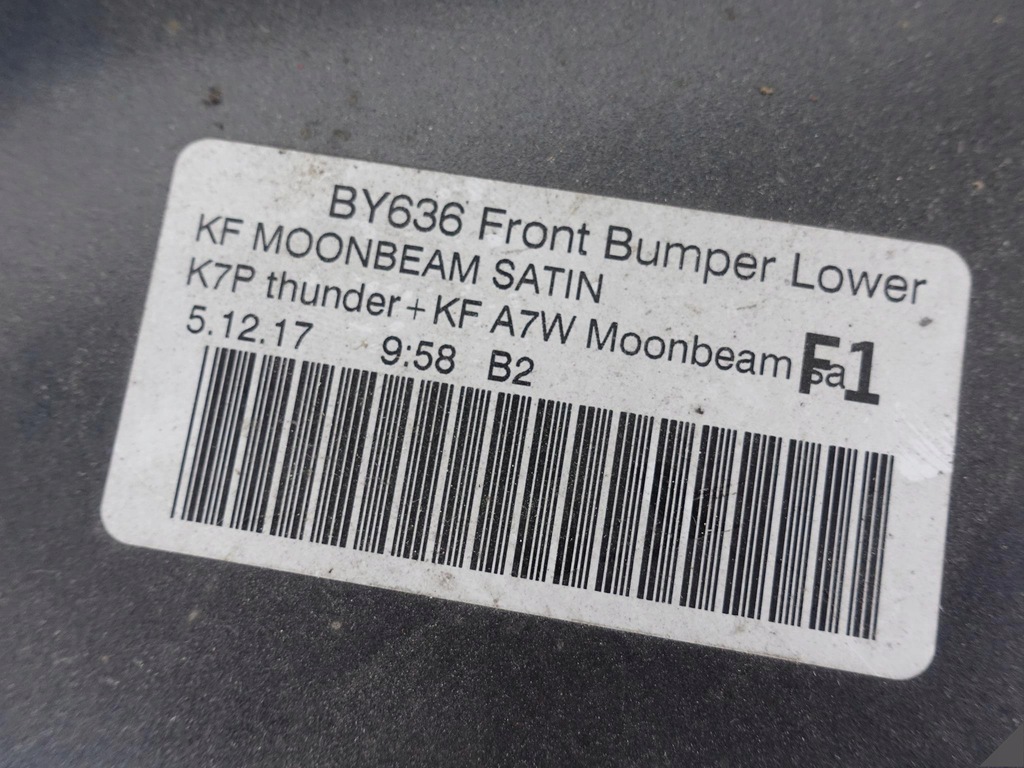 BY636 Front Bumper Lower
KF MOONBEAM SATIN
K7P thunder + KF A7W Moonbeam sa
F1
5.12.17 9:58 B2